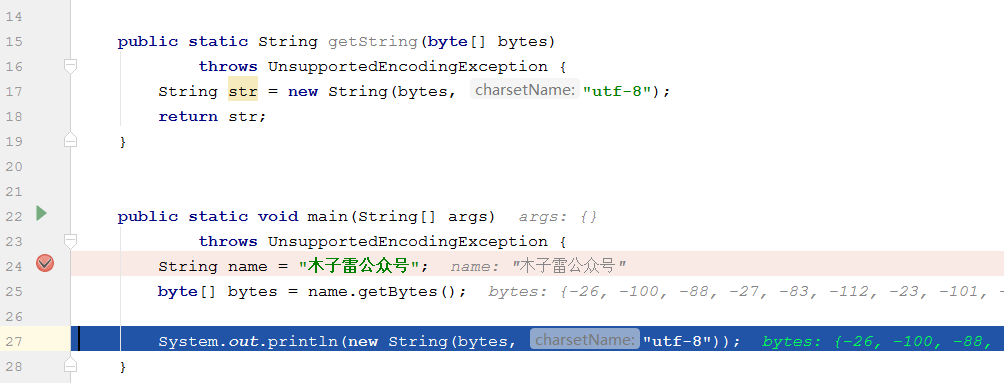 14
15 public static String getString(byte[] bytes)
16 throws UnsupportedEncodingException {
17 String str = new String(bytes, charsetName: "utf-8");
18 return str;
19 }
20
21
22 public static void main(String[] args) args: {}
23 throws UnsupportedEncodingException {
24 String name = "木子雷公众号"; name: "木子雷公众号"
25 byte[] bytes = name.getBytes(); bytes: {-26, -100, -88, -27, -83, -112, -23, -101, -
26
27 System.out.println(new String(bytes, charsetName: "utf-8")); bytes: {-26, -100, -88,
28 }